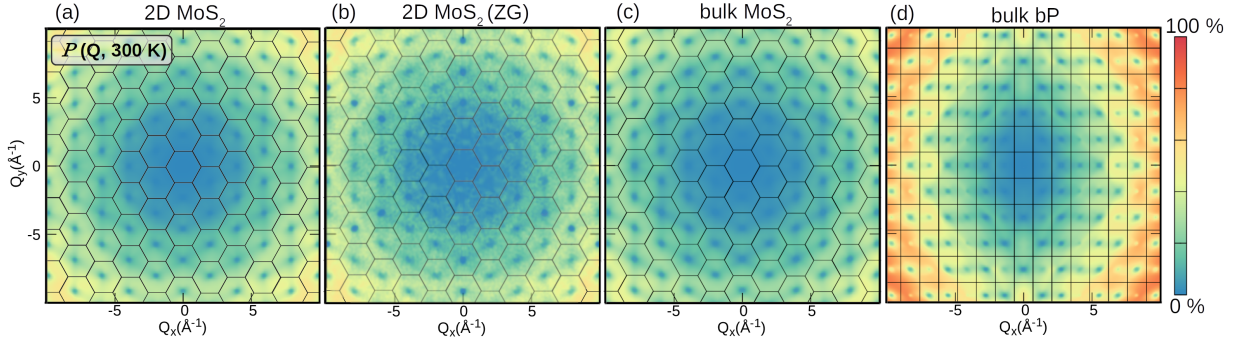 (a) 2D MoS2
(b) 2D MoS2 (ZG)
(c) bulk MoS2
(d) bulk bP
P (Q, 300 K)
100 %
0 %
Qy(Å-1)
5
0
-5
-5 0 5
-5 0 5
-5 0 5
-5 0 5
Qx(Å-1)
Qx(Å-1)
Qx(Å-1)
Qx(Å-1)